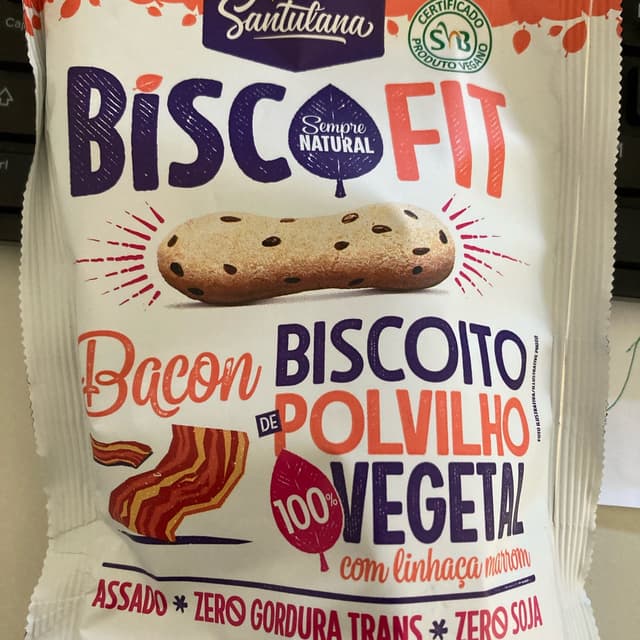 Santulana
CERTIFICADO
SVB
PRODUTO VEGANO
BISCOFIT
Sempre
NATURAL
Bacon
BISCOITO
DE POLVILHO
100%
VEGETAL
com linhaça marrom
ASSADO * ZERO GORDURA TRANS * ZERO SOJA